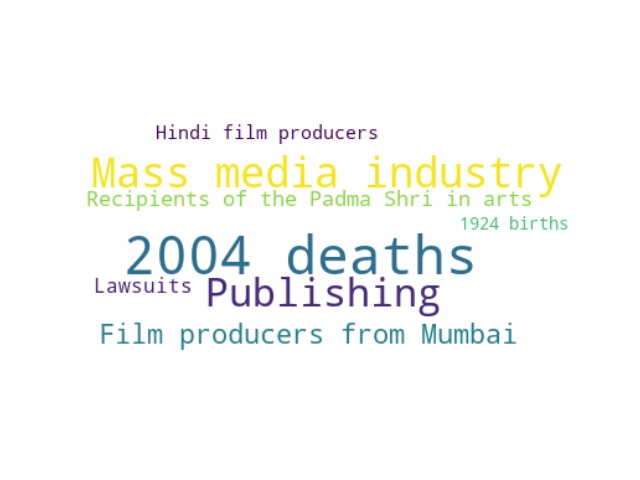 Hindi film producers
Mass media industry
Recipients of the Padma Shri in arts
1924 births
2004 deaths
Lawsuits
Publishing
Film producers from Mumbai